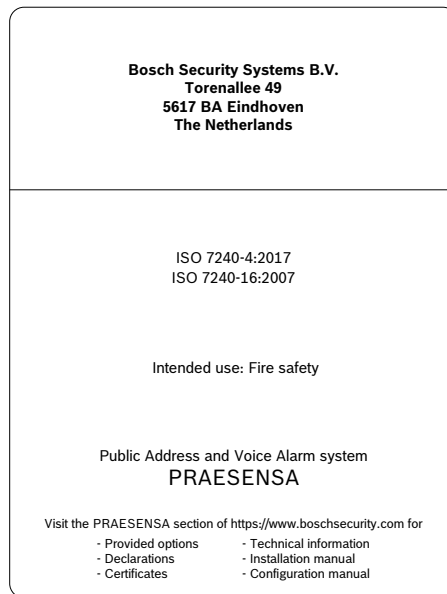 Bosch Security Systems B.V.
Torenallee 49
5617 BA Eindhoven
The Netherlands
ISO 7240-4:2017
ISO 7240-16:2007
Intended use: Fire safety
Public Address and Voice Alarm system
PRAESENSA
Visit the PRAESENSA section of https://www.boschsecurity.com for
- Provided options - Technical information
- Declarations - Installation manual
- Certificates - Configuration manual